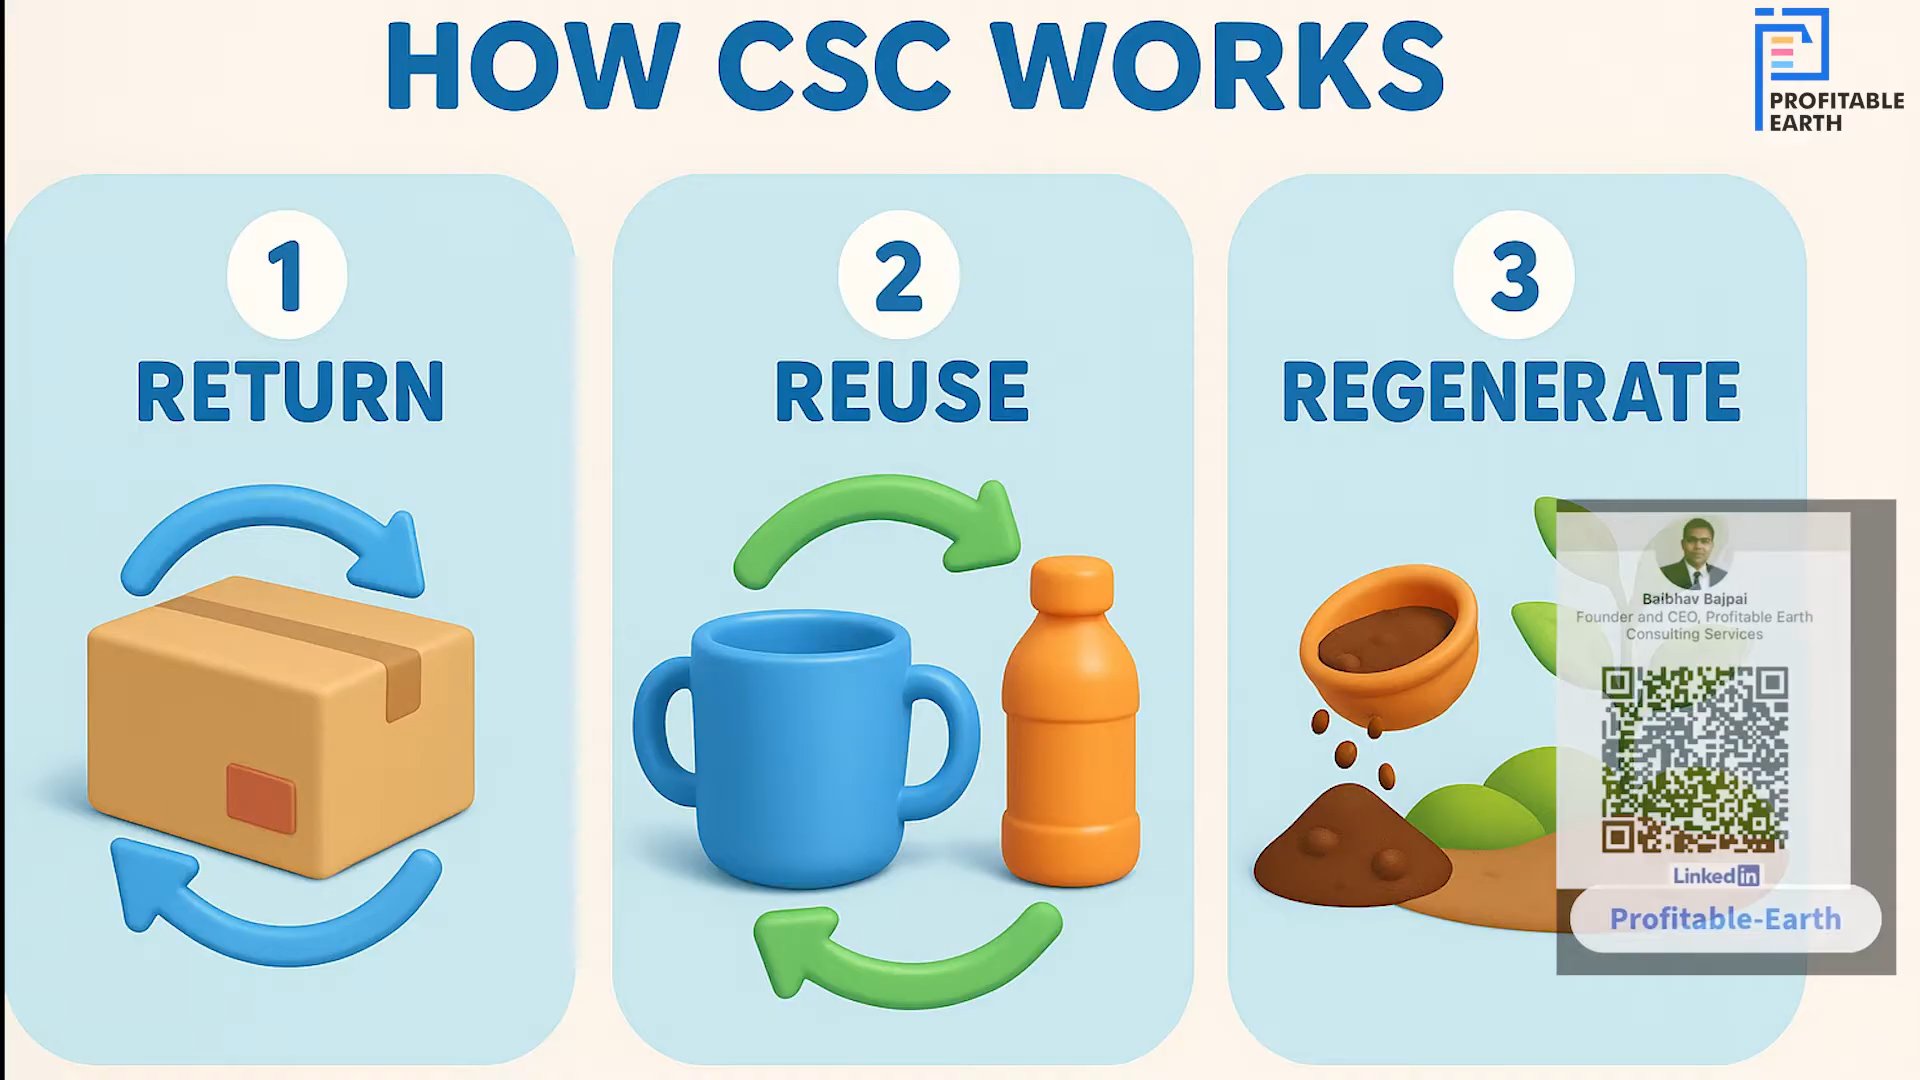 HOW CSC WORKS
PROFITABLE
EARTH
1
RETURN
2
REUSE
3
REGENERATE
Baibhav Bajpai
Founder and CEO, Profitable Earth
Consulting Services
Linked in
Profitable-Earth